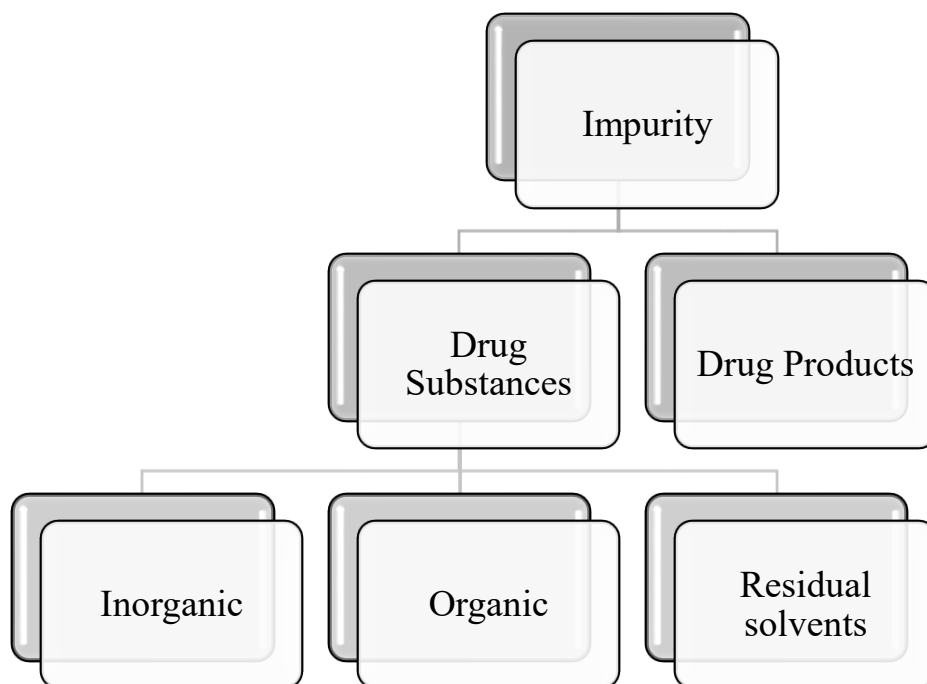 Impurity
Drug
Substances
Drug Products
Inorganic
Organic
Residual
solvents